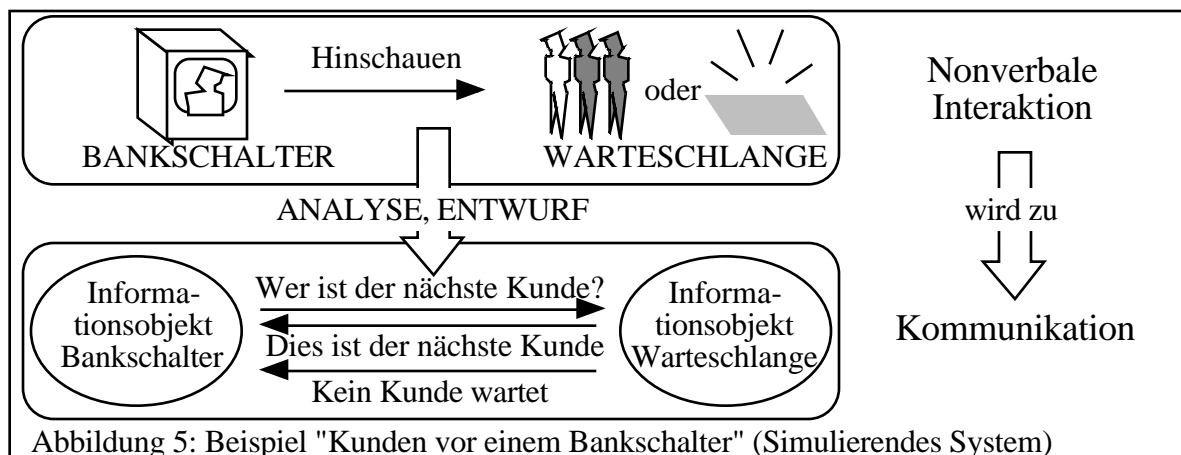 Hinschauen
oder
BANKSCHALTER
WARTESCHLANGE
Nonverbale
Interaktion
ANALYSE, ENTWURF
wird zu
Informa-
tionsobjekt
Bankschalter
Wer ist der nächste Kunde?
Dies ist der nächste Kunde
Kein Kunde wartet
Informa-
tionsobjekt
Warteschlange
Kommunikation
Abbildung 5: Beispiel "Kunden vor einem Bankschalter" (Simulierendes System)